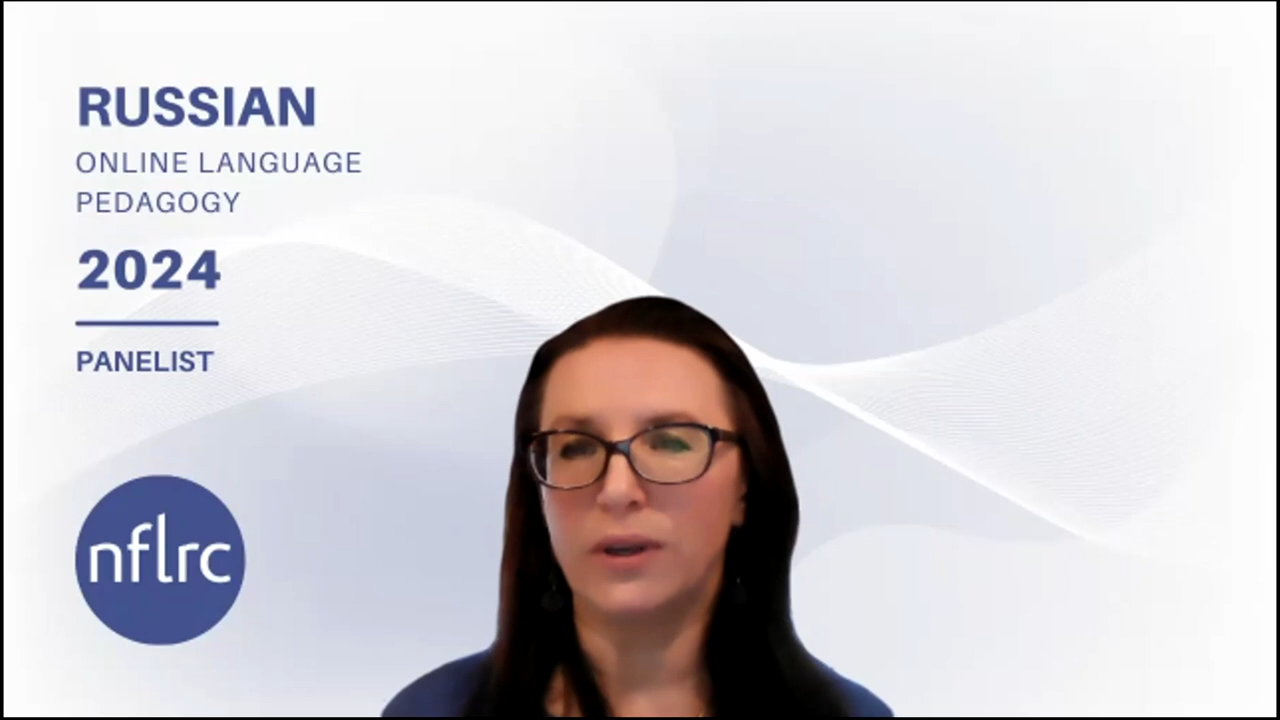 RUSSIAN
ONLINE LANGUAGE
PEDAGOGY
2024
PANELIST
nflrc